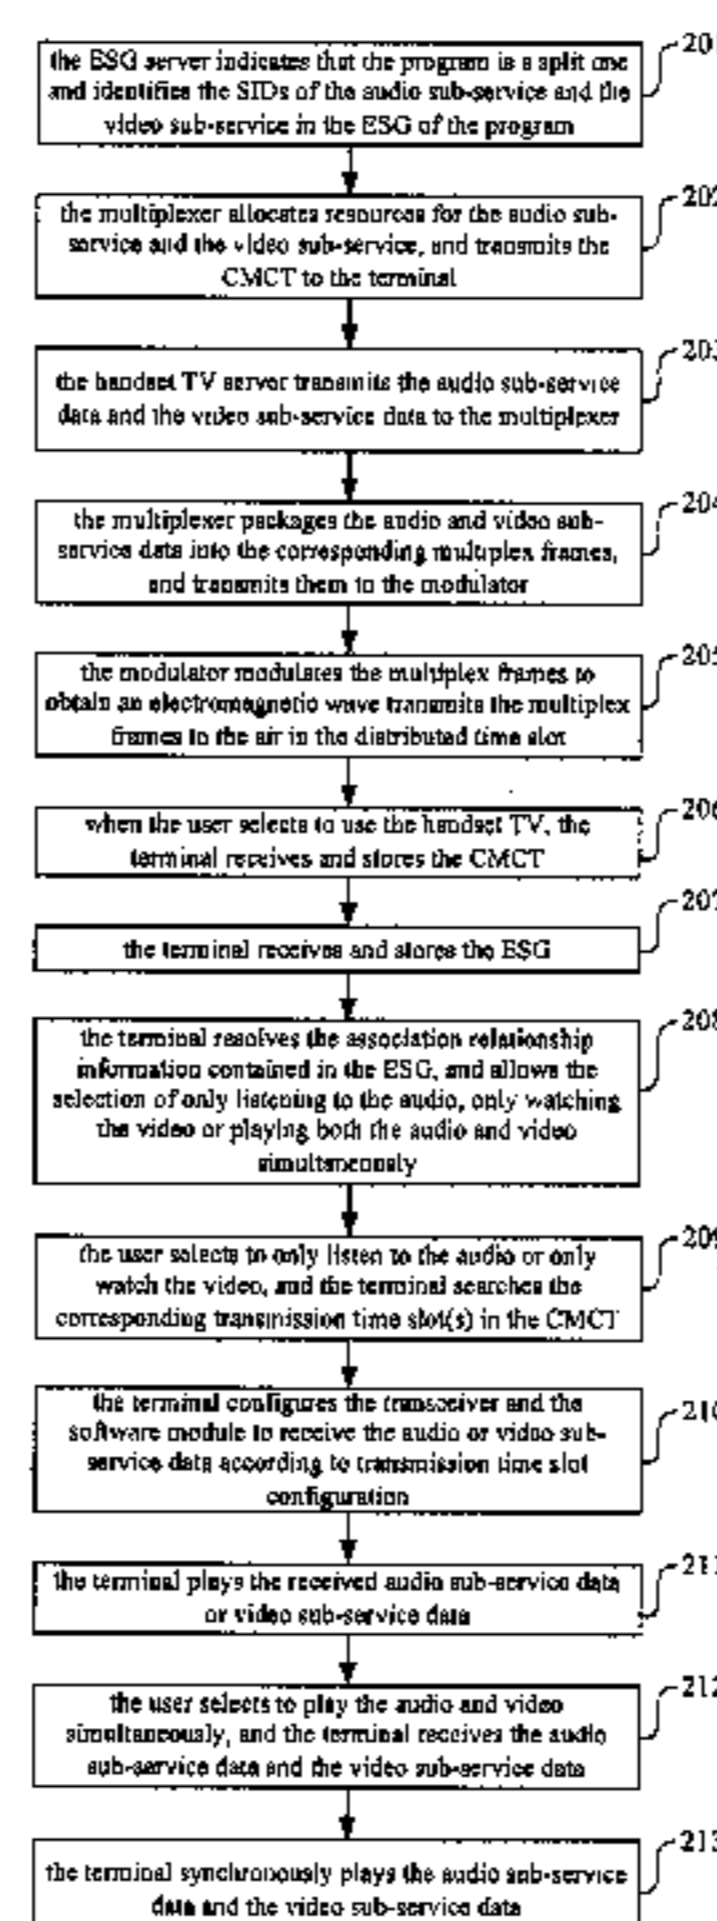 201
the ESG server indicates that the program is a split one
and identifies the SIDs of the audio sub-service and the
video sub-service in the ESG of the program
202
the multiplexer allocates resources for the audio sub-
service and the video sub-service, and transmits the
CMCT to the terminal
203
the handset TV server transmits the audio sub-service
data and the video sub-service data to the multiplexer
204
the multiplexer packages the audio and video sub-
service data into the corresponding multiplex frames,
and transmits them to the modulator
205
the modulator modulates the multiplex frames to
obtain an electromagnetic wave transmits the multiplex
frames to the air in the distributed time slot
206
when the user selects to use the handset TV, the
terminal receives and stores the CMCT
207
the terminal receives and stores the ESG
208
the terminal resolves the association relationship
information contained in the ESG, and allows the
selection of only listening to the audio, only watching
the video or playing both the audio and video
simultaneously
209
the user selects to only listen to the audio or only
watch the video, and the terminal searches the
corresponding transmission time slot(s) in the CMCT
210
the terminal configures the transceiver and the
software module to receive the audio or video sub-
service data according to transmission time slot
configuration
211
the terminal plays the received audio sub-service data
or video sub-service data
212
the user selects to play the audio and video
simultaneously, and the terminal receives the audio
sub-service data and the video sub-service data
213
the terminal synchronously plays the audio sub-service
data and the video sub-service data